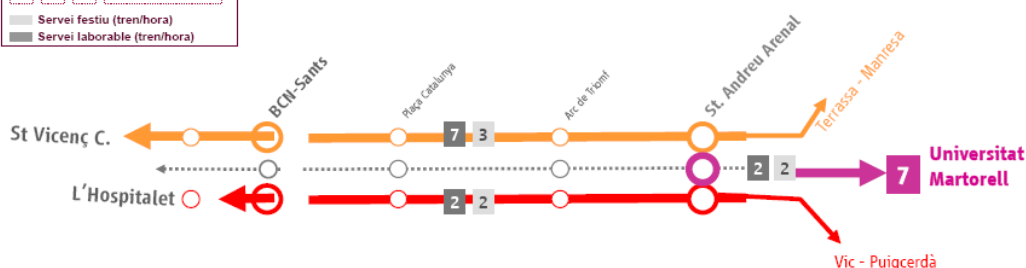 Servei festiu (tren/hora)
Servei laborable (tren/hora)
BCN-Sants
Plaça Catalunya
Arc de Triomf
St. Andreu Arenal
Terrassa - Manresa
St Vicenç C.
7 3
2 2
7
Universitat
Martorell
L'Hospitalet
2 2
Vic - Puigcerdà